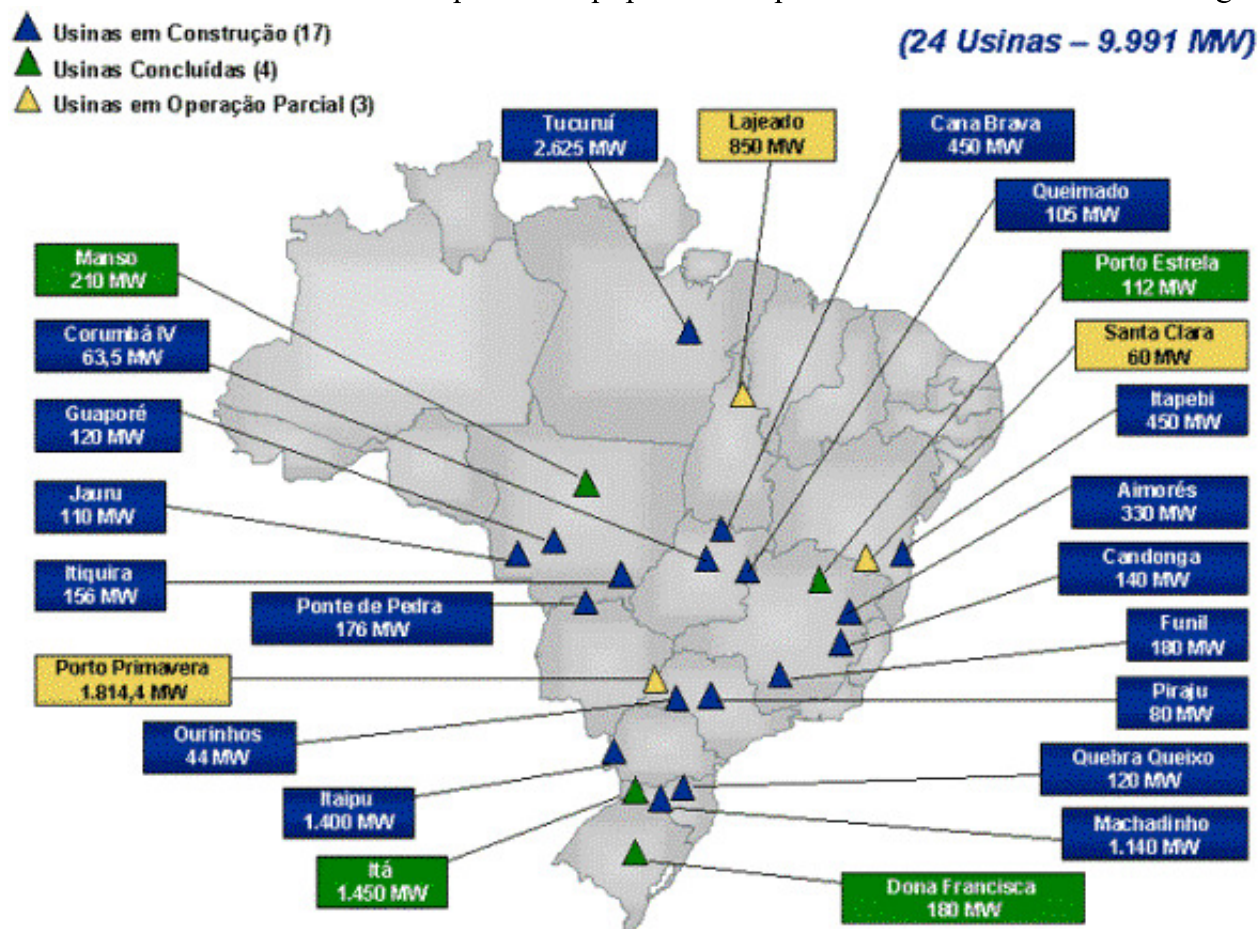 Usinas em Construção (17)
(24 Usinas – 9.991 MW)
Usinas Concluídas (4)
Usinas em Operação Parcial (3)
Tucuruí
2.625 MW
Lajeado
850 MW
Cana Brava
450 MW
Queimado
105 MW
Manso
210 MW
Porto Estrela
112 MW
Corumbá IV
63,5 MW
Santa Clara
60 MW
Guaporé
120 MW
Itapebi
450 MW
Jauru
110 MW
Aimorés
330 MW
Itiquira
156 MW
Candonga
140 MW
Ponte de Pedra
176 MW
Funil
180 MW
Porto Primavera
1.814,4 MW
Piraju
80 MW
Ourinhos
44 MW
Quebra Queixo
120 MW
Itaipu
1.400 MW
Machadinho
1.140 MW
Itá
1.450 MW
Dona Francisca
180 MW